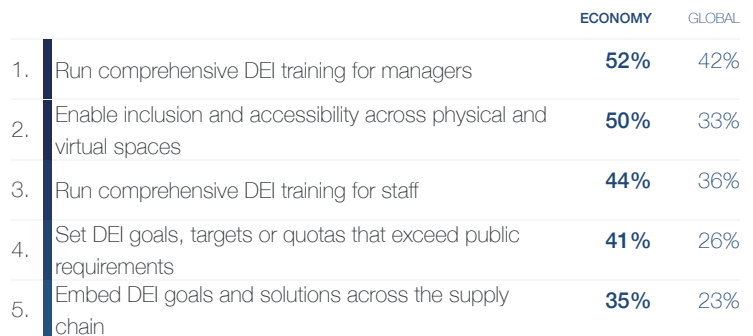 ECONOMY GLOBAL
1. Run comprehensive DEI training for managers 52% 42%
2. Enable inclusion and accessibility across physical and
virtual spaces 50% 33%
3. Run comprehensive DEI training for staff 44% 36%
4. Set DEI goals, targets or quotas that exceed public
requirements 41% 26%
5. Embed DEI goals and solutions across the supply
chain 35% 23%